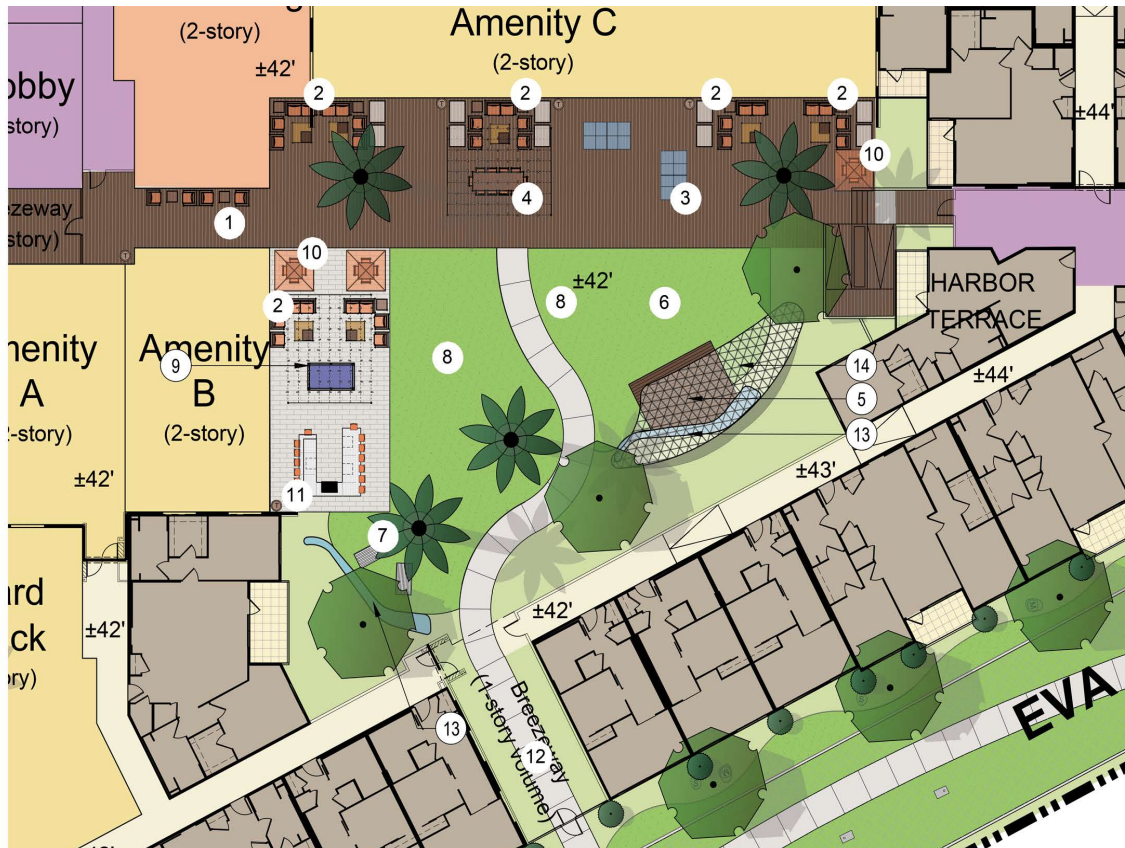 Amenity C
(2-story)
(2-story)
±42'
obby
-story)
±44'
2
2
2
2
10
4
3
1
ezeway
-story)
10
±42'
8
6
HARBOR
TERRACE
2
8
menity
A
2-story)
Amenity
B
(2-story)
9
14
5
13
±44'
±43'
±42'
11
7
ard
ck
ory)
±42'
±42'
Breezeway
(1-story volume)
13
12
EVA